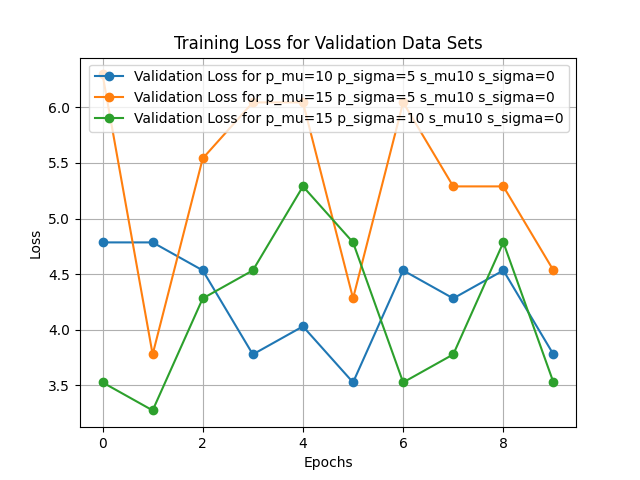 Training Loss for Validation Data Sets
Validation Loss for p_mu=10 p_sigma=5 s_mu10 s_sigma=0
Validation Loss for p_mu=15 p_sigma=5 s_mu10 s_sigma=0
Validation Loss for p_mu=15 p_sigma=10 s_mu10 s_sigma=0
6.0
5.5
5.0
4.5
4.0
3.5
Loss
0 2 4 6 8
Epochs